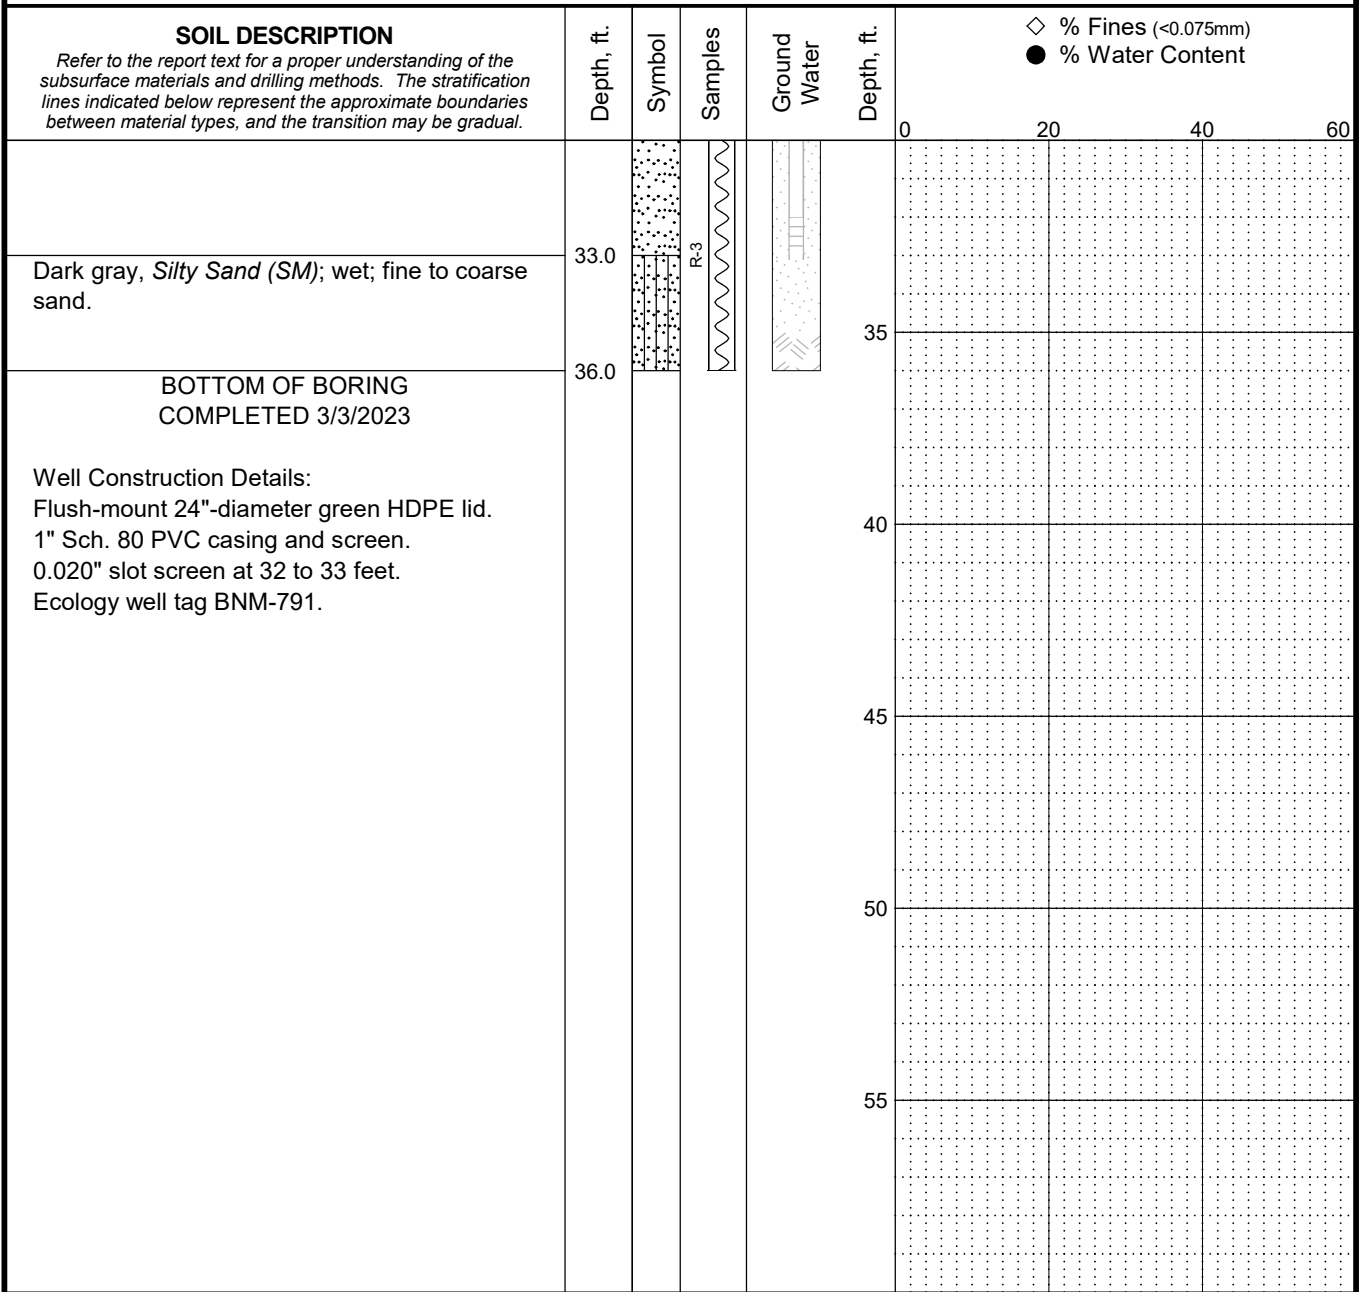 SOIL DESCRIPTION
Refer to the report text for a proper understanding of the
subsurface materials and drilling methods. The stratification
lines indicated below represent the approximate boundaries
between material types, and the transition may be gradual.
Depth, ft.
Symbol
Samples
Ground
Water
Depth, ft.
◇ % Fines (<0.075mm)
● % Water Content
0 20 40 60
33.0
R-3
Dark gray, Silty Sand (SM); wet; fine to coarse
sand.
35
36.0
BOTTOM OF BORING
COMPLETED 3/3/2023
Well Construction Details:
Flush-mount 24"-diameter green HDPE lid.
1" Sch. 80 PVC casing and screen.
0.020" slot screen at 32 to 33 feet.
Ecology well tag BNM-791.
40
45
50
55